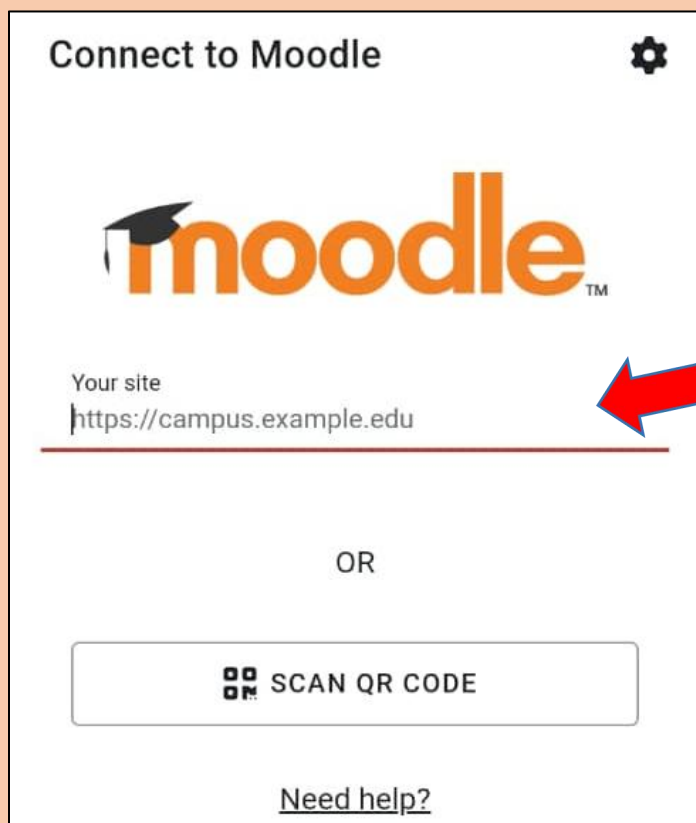 Connect to Moodle
moodle
TM
Your site
https://campus.example.edu
OR
SCAN QR CODE
Need help?